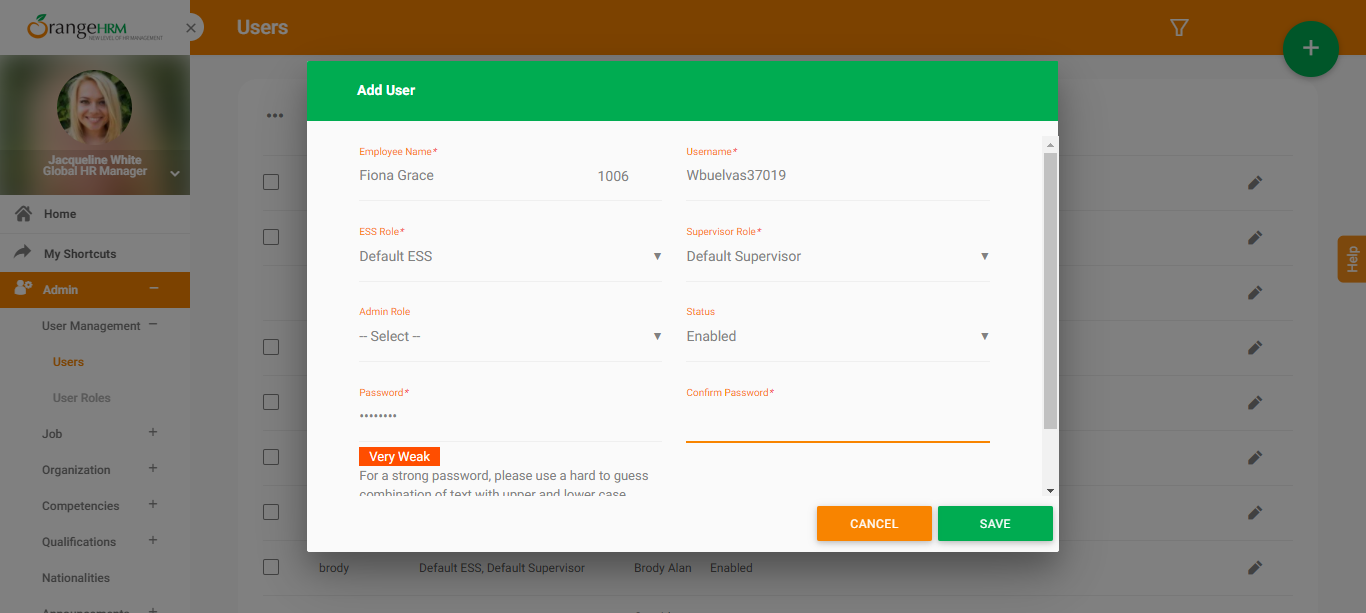 OrangeHRM
NEW LEVEL OF HR MANAGEMENT
Users
Jacqueline White
Global HR Manager
Home
My Shortcuts
Admin
User Management
Users
User Roles
Job
Organization
Competencies
Qualifications
Nationalities
Announcements
Add User
Employee Name*
Fiona Grace 1006
Username*
Wbuelvas37019
ESS Role*
Default ESS
Supervisor Role*
Default Supervisor
Admin Role
-- Select --
Status
Enabled
Password*
••••••••
Confirm Password*
Very Weak
For a strong password, please use a hard to guess
combination of text with upper and lower case
CANCEL
SAVE
brody Default ESS, Default Supervisor Brody Alan Enabled
Help